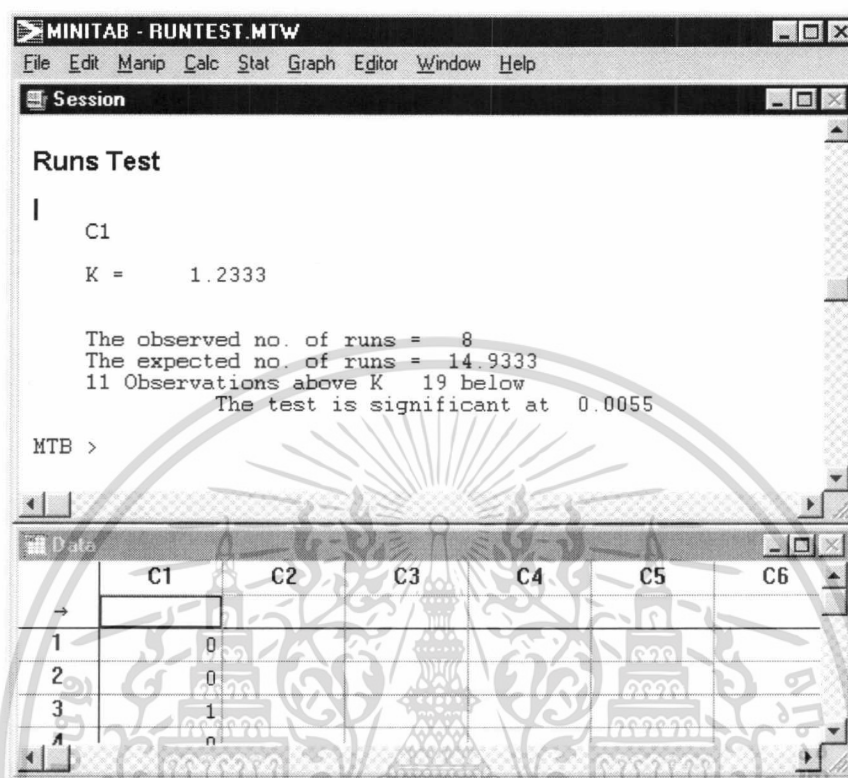 MINITAB - RUNTEST.MTW
File Edit Manip Calc Stat Graph Editor Window Help
Session
Runs Test
C1
K = 1.2333
The observed no. of runs = 8
The expected no. of runs = 14.9333
11 Observations above K 19 below
The test is significant at 0.0055
MTB >
Data
C1 C2 C3 C4 C5 C6
→
1 0
2 0
3 1
4 0